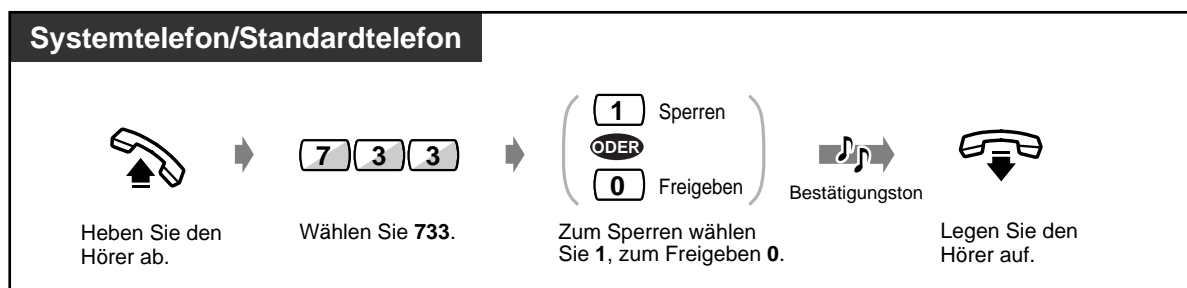 Systemtelefon/Standardtelefon
1 Sperren
ODER
7 3 3
0 Freigeben
Bestätigungston
Heben Sie den
Hörer ab.
Wählen Sie 733.
Zum Sperren wählen
Sie 1, zum Freigeben 0.
Legen Sie den
Hörer auf.